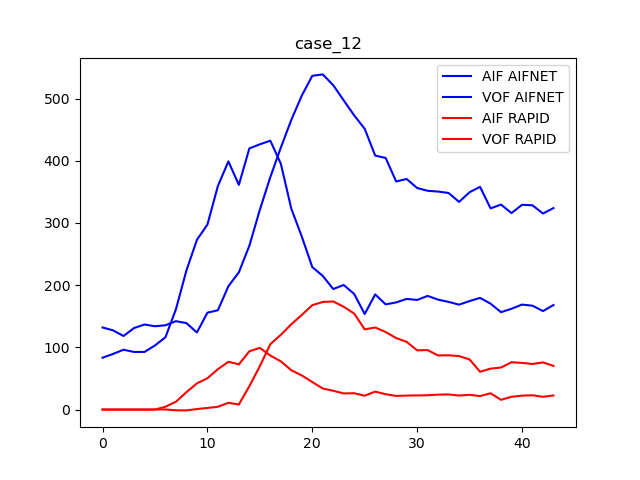 case_12
AIF AIFNET
VOF AIFNET
AIF RAPID
VOF RAPID
500
400
300
200
100
0
0 10 20 30 40